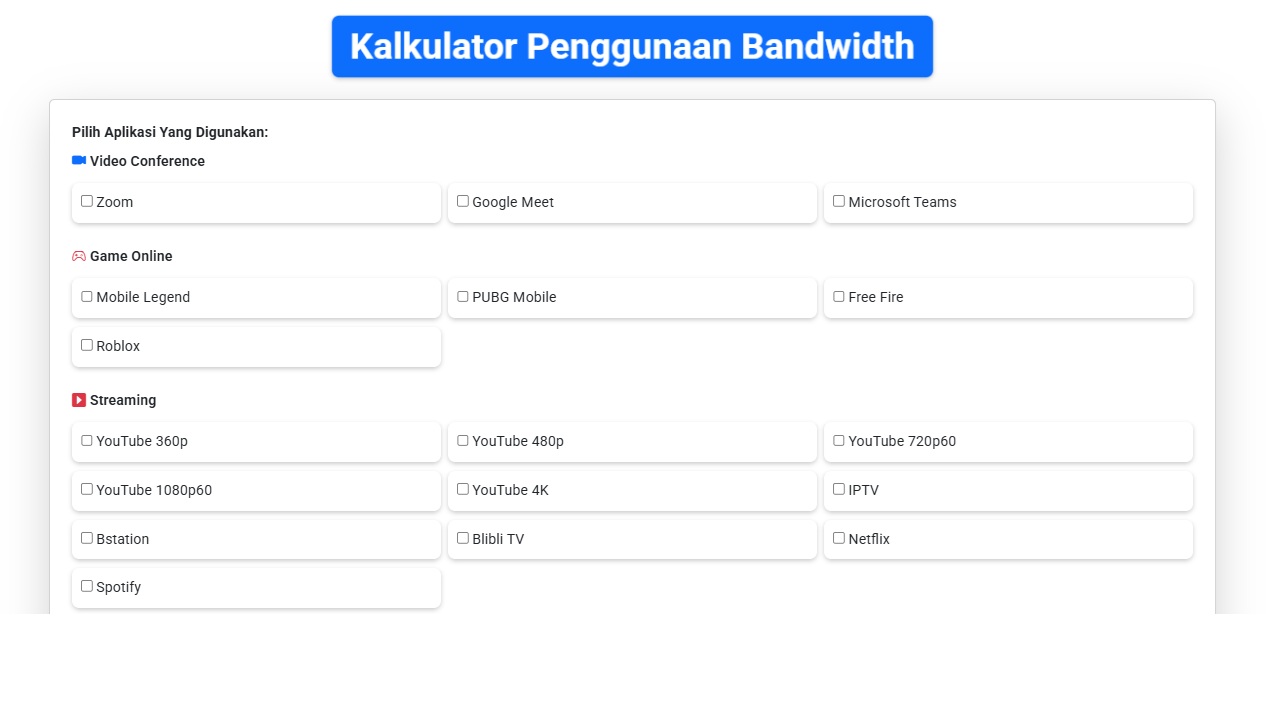 Kalkulator Penggunaan Bandwidth
Pilih Aplikasi Yang Digunakan:
Video Conference
Zoom
Google Meet
Microsoft Teams
Game Online
Mobile Legend
PUBG Mobile
Free Fire
Roblox
Streaming
YouTube 360p
YouTube 480p
YouTube 720p60
YouTube 1080p60
YouTube 4K
IPTV
Bstation
Blibli TV
Netflix
Spotify